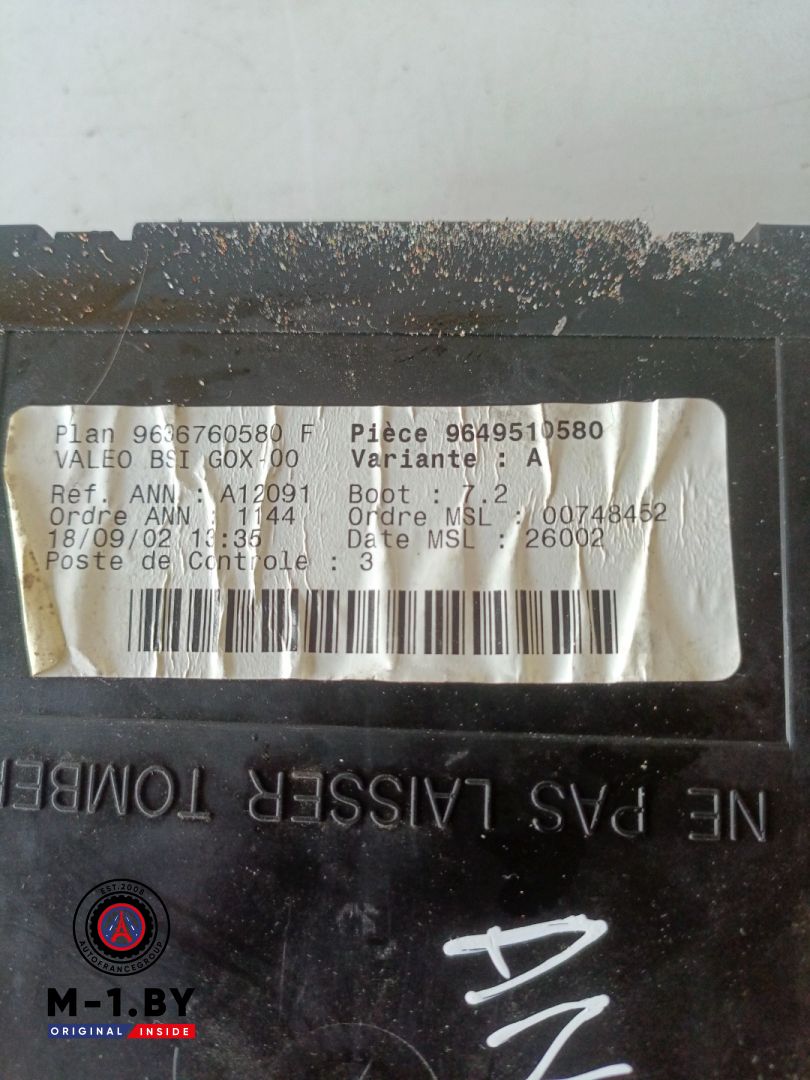 Plan 9636760580 F Pièce 9649510580
VALEO BSI GOX-00 Variante : A
Réf. ANN : A12091 Boot : 7.2
Ordre ANN : 1144 Ordre MSL : 00748452
18/09/02 13:35 Date MSL : 26002
Poste de Controle : 3
NE PAS LAISSER TOMBER
EST.2006
AUTOFRANCEGROUP
M-1.BY
ORIGINAL INSIDE